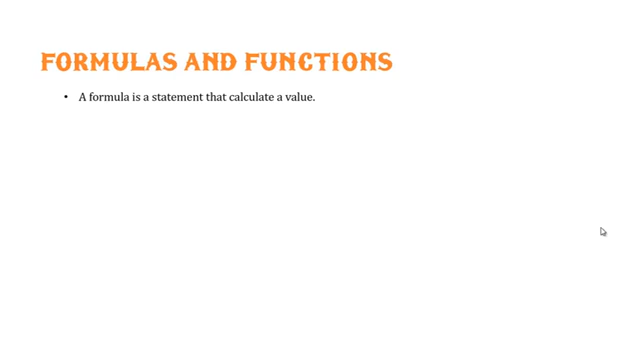 FORMULAS AND FUNCTIONS
• A formula is a statement that calculate a value.